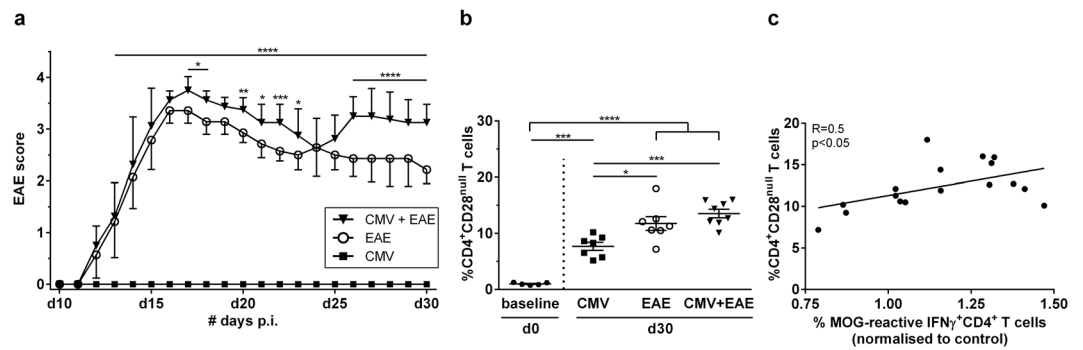 a
****
*
****
**
*
***
*
4
3
2
1
0
EAE score
d10
d15
d20
d25
d30
# days p.i.
CMV + EAE
EAE
CMV
b
****
***
***
*
30
20
10
0
%CD4+CD28null T cells
baseline
CMV
EAE
CMV+EAE
d0
d30
c
R=0.5
p<0.05
20
15
10
5
0
%CD4+CD28null T cells
0.75
1.00
1.25
1.50
% MOG-reactive IFNγ+CD4+ T cells
(normalised to control)